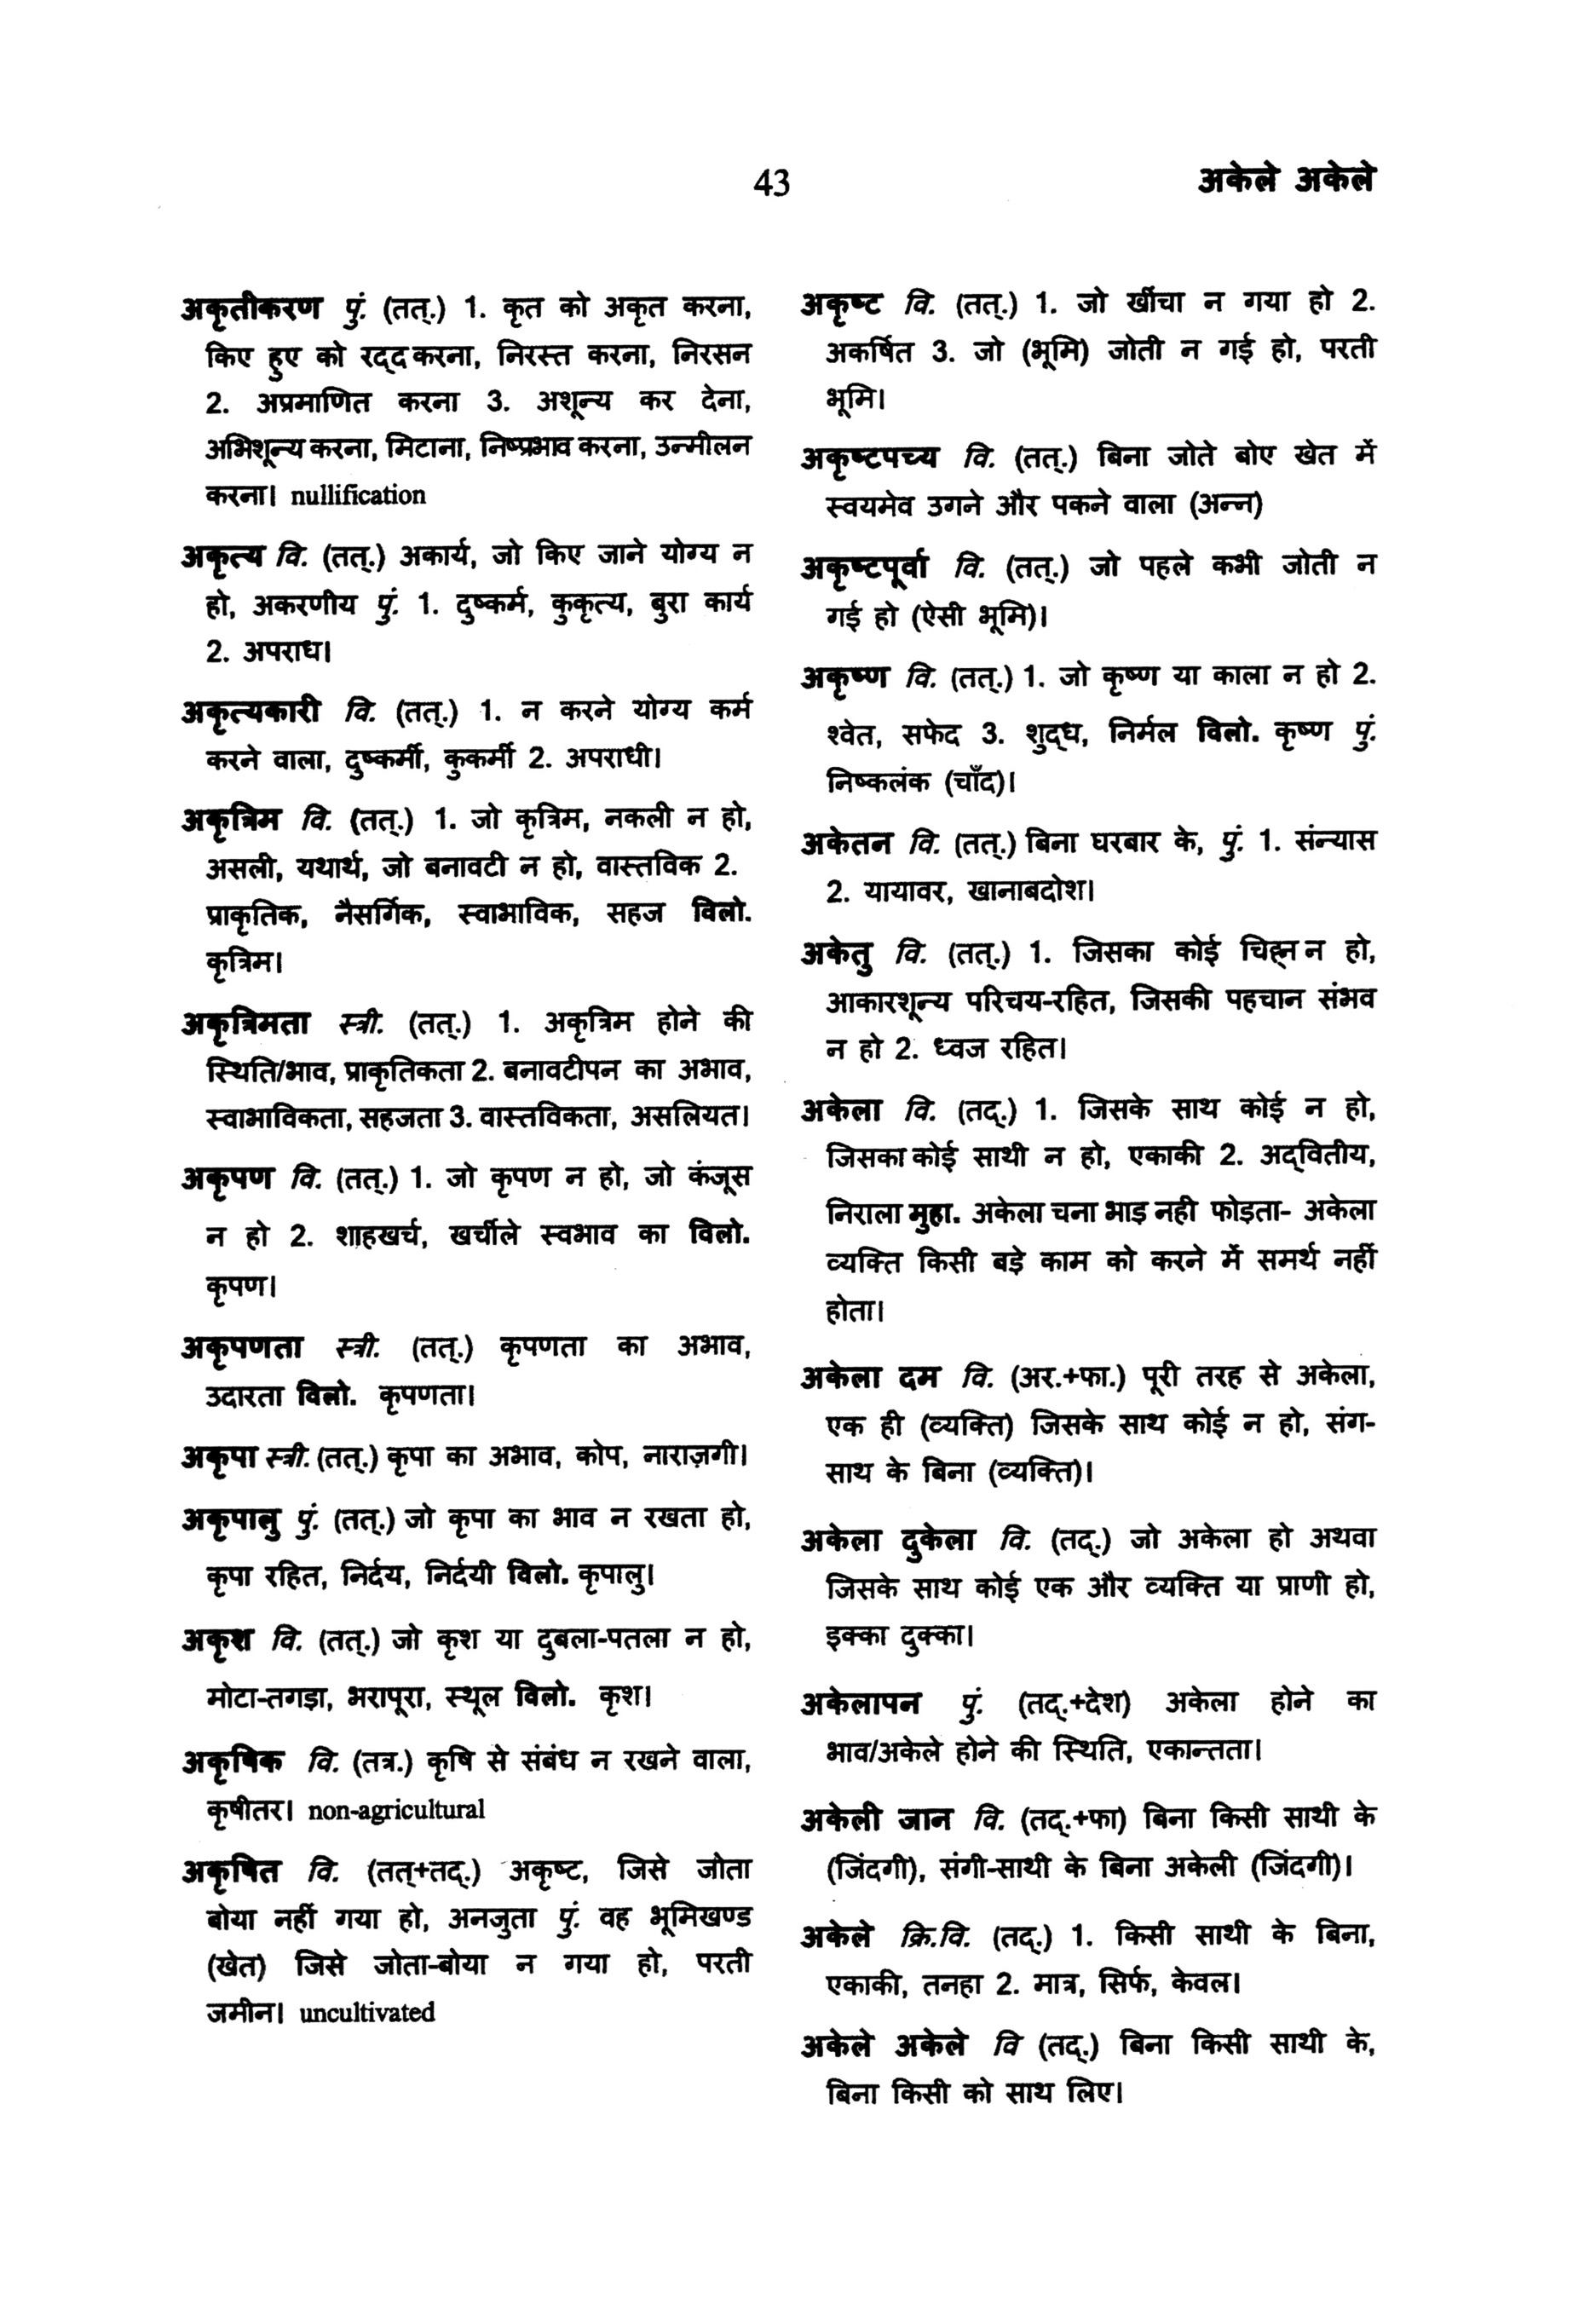 43
अकेले अकेले
अकृतीकरण पुं. (तत्.) 1. कृत को अकृत करना,
किए हुए को रद्द करना, निरस्त करना, निरसन
2. अप्रमाणित करना 3. अशून्य कर देना,
अभिशून्य करना, मिटाना, निष्प्रभाव करना, उन्मीलन
करना। nullification
अकृत्य वि. (तत्.) अकार्य, जो किए जाने योग्य न
हो, अकरणीय पुं. 1. दुष्कर्म, कुकृत्य, बुरा कार्य
2. अपराध।
अकृत्यकारी वि. (तत्.) 1. न करने योग्य कर्म
करने वाला, दुष्कर्मी, कुकर्मी 2. अपराधी।
अकृत्रिम वि. (तत्.) 1. जो कृत्रिम, नकली न हो,
असली, यथार्थ, जो बनावटी न हो, वास्तविक 2.
प्राकृतिक, नैसर्गिक, स्वाभाविक, सहज विलो.
कृत्रिम।
अकृत्रिमता स्त्री. (तत्.) 1. अकृत्रिम होने की
स्थिति/भाव, प्राकृतिकता 2. बनावटीपन का अभाव,
स्वाभाविकता, सहजता 3. वास्तविकता, असलियत।
अकृपण वि. (तत्.) 1. जो कृपण न हो, जो कंजूस
न हो 2. शाहखर्च, खर्चीले स्वभाव का विलो.
कृपण।
अकृपणता स्त्री. (तत्.) कृपणता का अभाव,
उदारता विलो. कृपणता।
अकृपा स्त्री. (तत्.) कृपा का अभाव, कोप, नाराज़गी।
अकृपालु पुं. (तत्.) जो कृपा का भाव न रखता हो,
कृपा रहित, निर्दय, निर्दयी विलो. कृपालु।
अकृश वि. (तत्.) जो कृश या दुबला-पतला न हो,
मोटा-तगड़ा, भरापूरा, स्थूल विलो. कृश।
अकृषिक वि. (तत्र.) कृषि से संबंध न रखने वाला,
कृषीतर। non-agricultural
अकृषित वि. (तत्+तद्.) अकृष्ट, जिसे जोता
बोया नहीं गया हो, अनजुता पुं. वह भूमिखण्ड
(खेत) जिसे जोता-बोया न गया हो, परती
जमीन। uncultivated
अकृष्ट वि. (तत्.) 1. जो खींचा न गया हो 2.
अकर्षित 3. जो (भूमि) जोती न गई हो, परती
भूमि।
अकृष्टपच्य वि. (तत्.) बिना जोते बोए खेत में
स्वयमेव उगने और पकने वाला (अन्न)
अकृष्टपूर्वा वि. (तत्.) जो पहले कभी जोती न
गई हो (ऐसी भूमि)।
अकृष्ण वि. (तत्.) 1. जो कृष्ण या काला न हो 2.
श्वेत, सफेद 3. शुद्ध, निर्मल विलो. कृष्ण पुं.
निष्कलंक (चाँद)।
अकेतन वि. (तत्.) बिना घरबार के, पुं. 1. संन्यास
2. यायावर, खानाबदोश।
अकेतु वि. (तत्.) 1. जिसका कोई चिह्न न हो,
आकारशून्य परिचय-रहित, जिसकी पहचान संभव
न हो 2. ध्वज रहित।
अकेला वि. (तद्.) 1. जिसके साथ कोई न हो,
जिसका कोई साथी न हो, एकाकी 2. अद्वितीय,
निराला मुहा. अकेला चना भाड़ नही फोड़ता- अकेला
व्यक्ति किसी बड़े काम को करने में समर्थ नहीं
होता।
अकेला दम वि. (अर.+फा.) पूरी तरह से अकेला,
एक ही (व्यक्ति) जिसके साथ कोई न हो, संग-
साथ के बिना (व्यक्ति)।
अकेला दुकेला वि. (तद्.) जो अकेला हो अथवा
जिसके साथ कोई एक और व्यक्ति या प्राणी हो,
इक्का दुक्का।
अकेलापन पुं. (तद्.+देश) अकेला होने का
भाव/अकेले होने की स्थिति, एकान्तता।
अकेली जान वि. (तद्.+फा) बिना किसी साथी के
(जिंदगी), संगी-साथी के बिना अकेली (जिंदगी)।
अकेले क्रि.वि. (तद्.) 1. किसी साथी के बिना,
एकाकी, तनहा 2. मात्र, सिर्फ, केवल।
अकेले अकेले वि (तद्.) बिना किसी साथी के,
बिना किसी को साथ लिए।